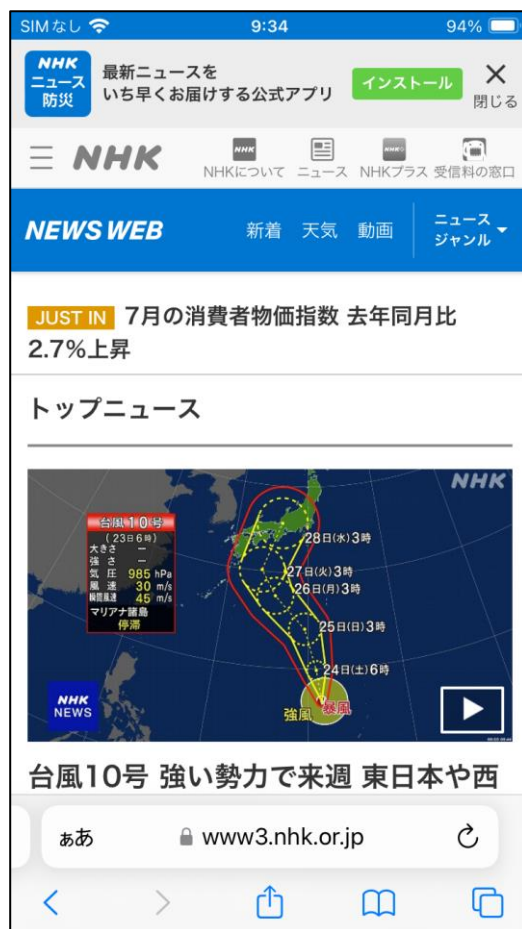 SIMなし 9:34 94%
NHK
ニュース
防災
最新ニュースを
いち早くお届けする公式アプリ
インストール
閉じる
NHK
NHK
NHKについて ニュース NHKプラス 受信料の窓口
NEWS WEB 新着 天気 動画 ニュース
ジャンル
JUST IN 7月の消費者物価指数 去年同月比
2.7%上昇
トップニュース
NHK
台風10号
(23日6時)
大きさ ー
強さ ー
気圧 985 hPa
風速 30 m/s
瞬間風速 45 m/s
マリアナ諸島
停滞
28日(水)3時
27日(火)3時
26日(月)3時
25日(日)3時
24日(土)6時
強風 暴風
NHK
NEWS
台風10号 強い勢力で来週 東日本や西
ぁあ www3.nhk.or.jp